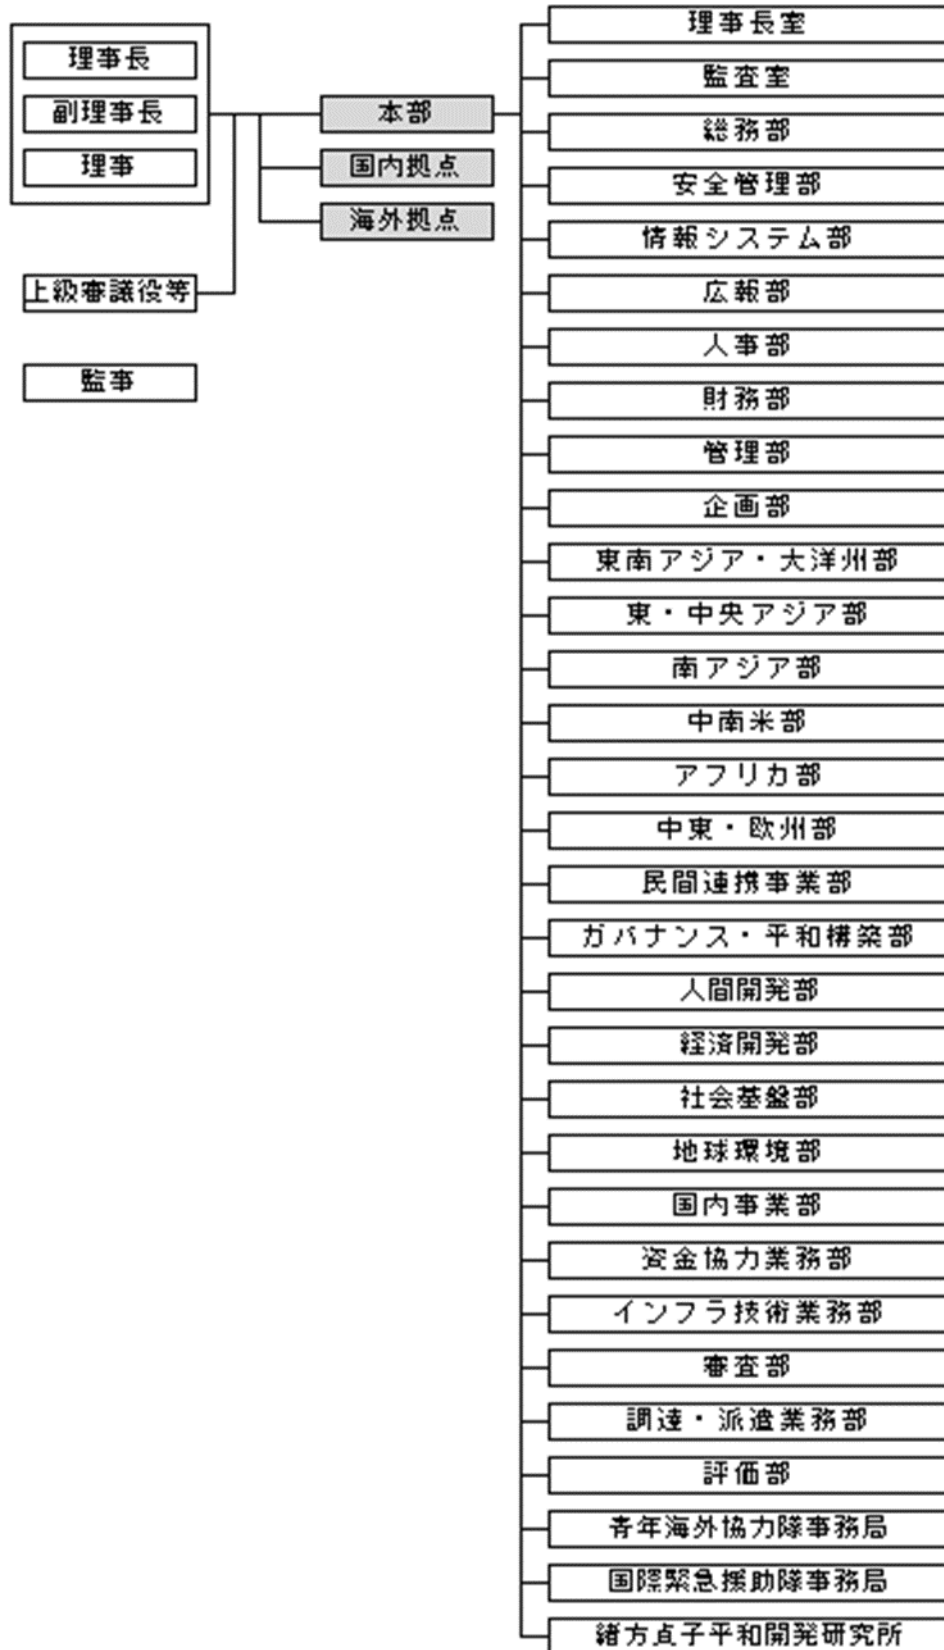 理事長
副理事長
理事
上級審議役等
監事
本部
国内拠点
海外拠点
理事長室
監査室
総務部
安全管理部
情報システム部
広報部
人事部
財務部
管理部
企画部
東南アジア・大洋州部
東・中央アジア部
南アジア部
中南米部
アフリカ部
中東・欧州部
民間連携事業部
ガバナンス・平和構築部
人間開発部
経済開発部
社会基盤部
地球環境部
国内事業部
資金協力業務部
インフラ技術業務部
審査部
調達・派遣業務部
評価部
青年海外協力隊事務局
国際緊急援助隊事務局
緒方貞子平和開発研究所